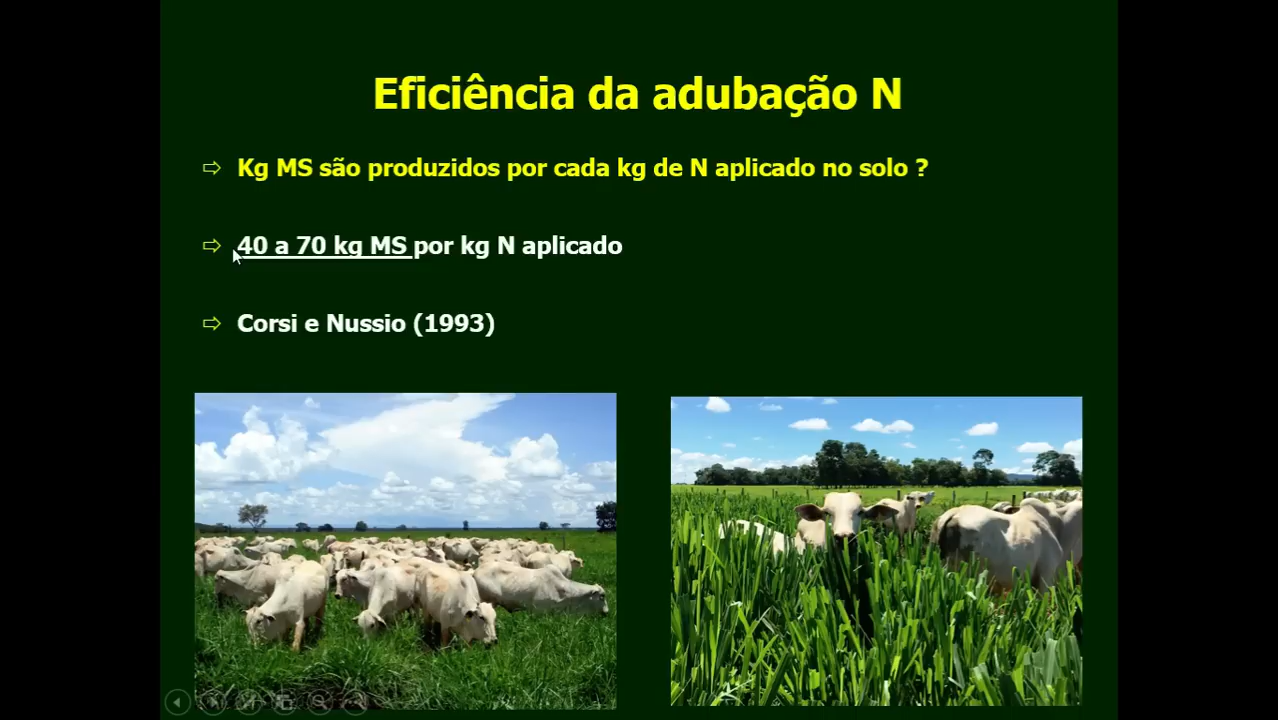 Eficiência da adubação N
⇨ Kg MS são produzidos por cada kg de N aplicado no solo ?
⇨ 40 a 70 kg MS por kg N aplicado
⇨ Corsi e Nussio (1993)